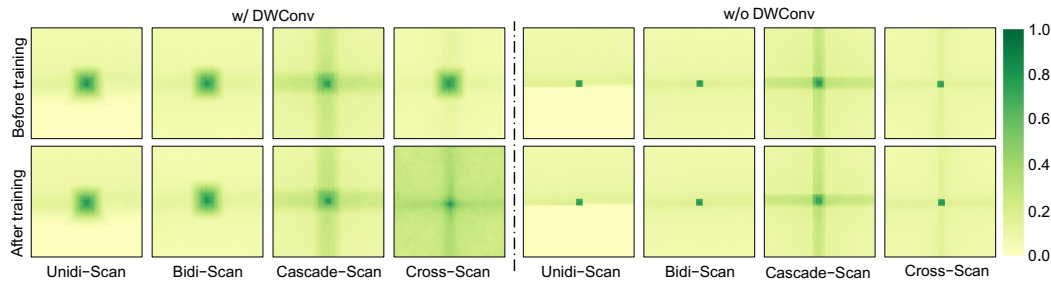 w/ DWConv
w/o DWConv
Before training
After training
Unidi-Scan
Bidi-Scan
Cascade-Scan
Cross-Scan
Unidi-Scan
Bidi-Scan
Cascade-Scan
Cross-Scan
1.0
0.8
0.6
0.4
0.2
0.0